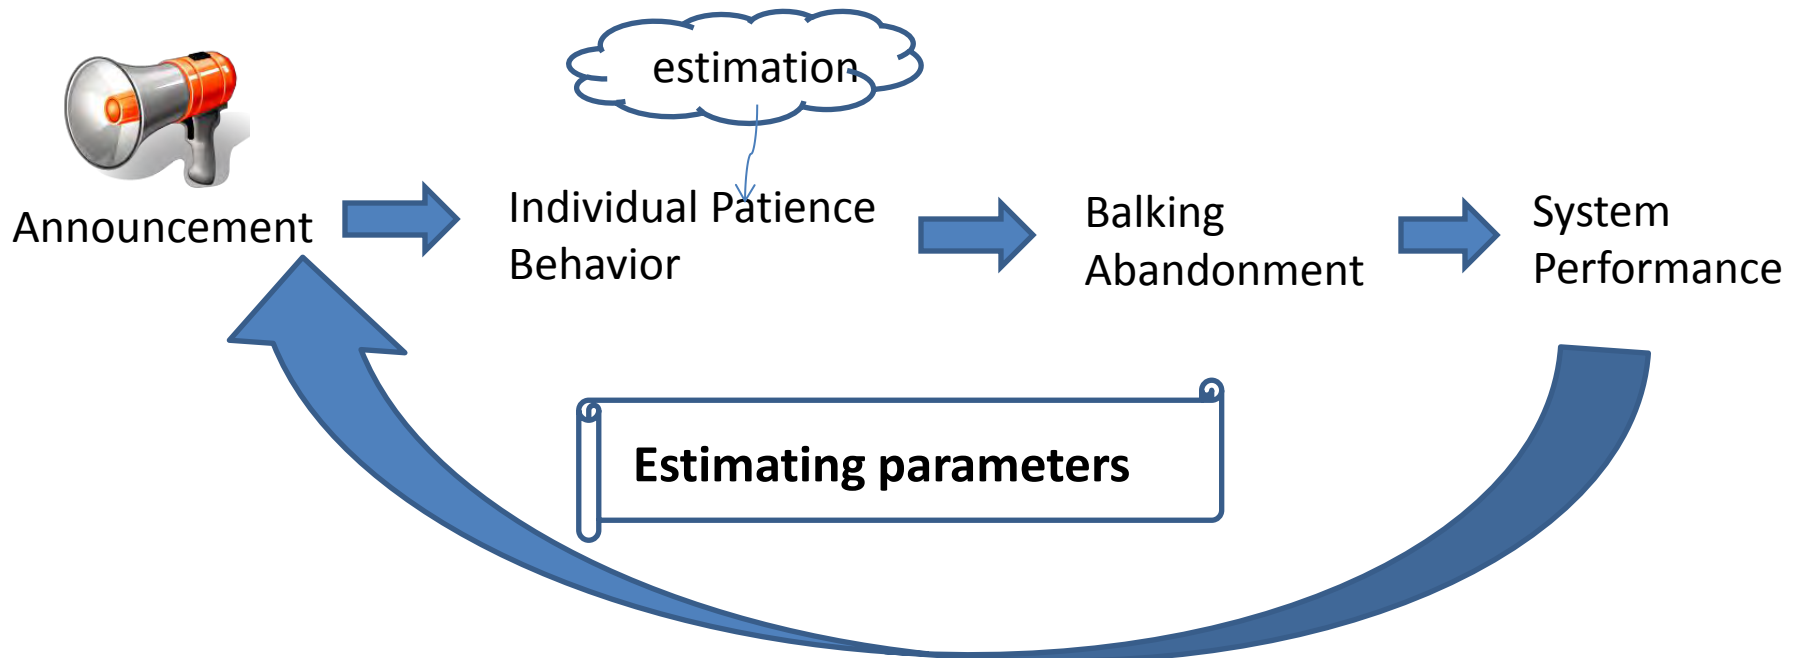 estimation
Announcement
Individual Patience
Behavior
Balking
Abandonment
System
Performance
Estimating parameters